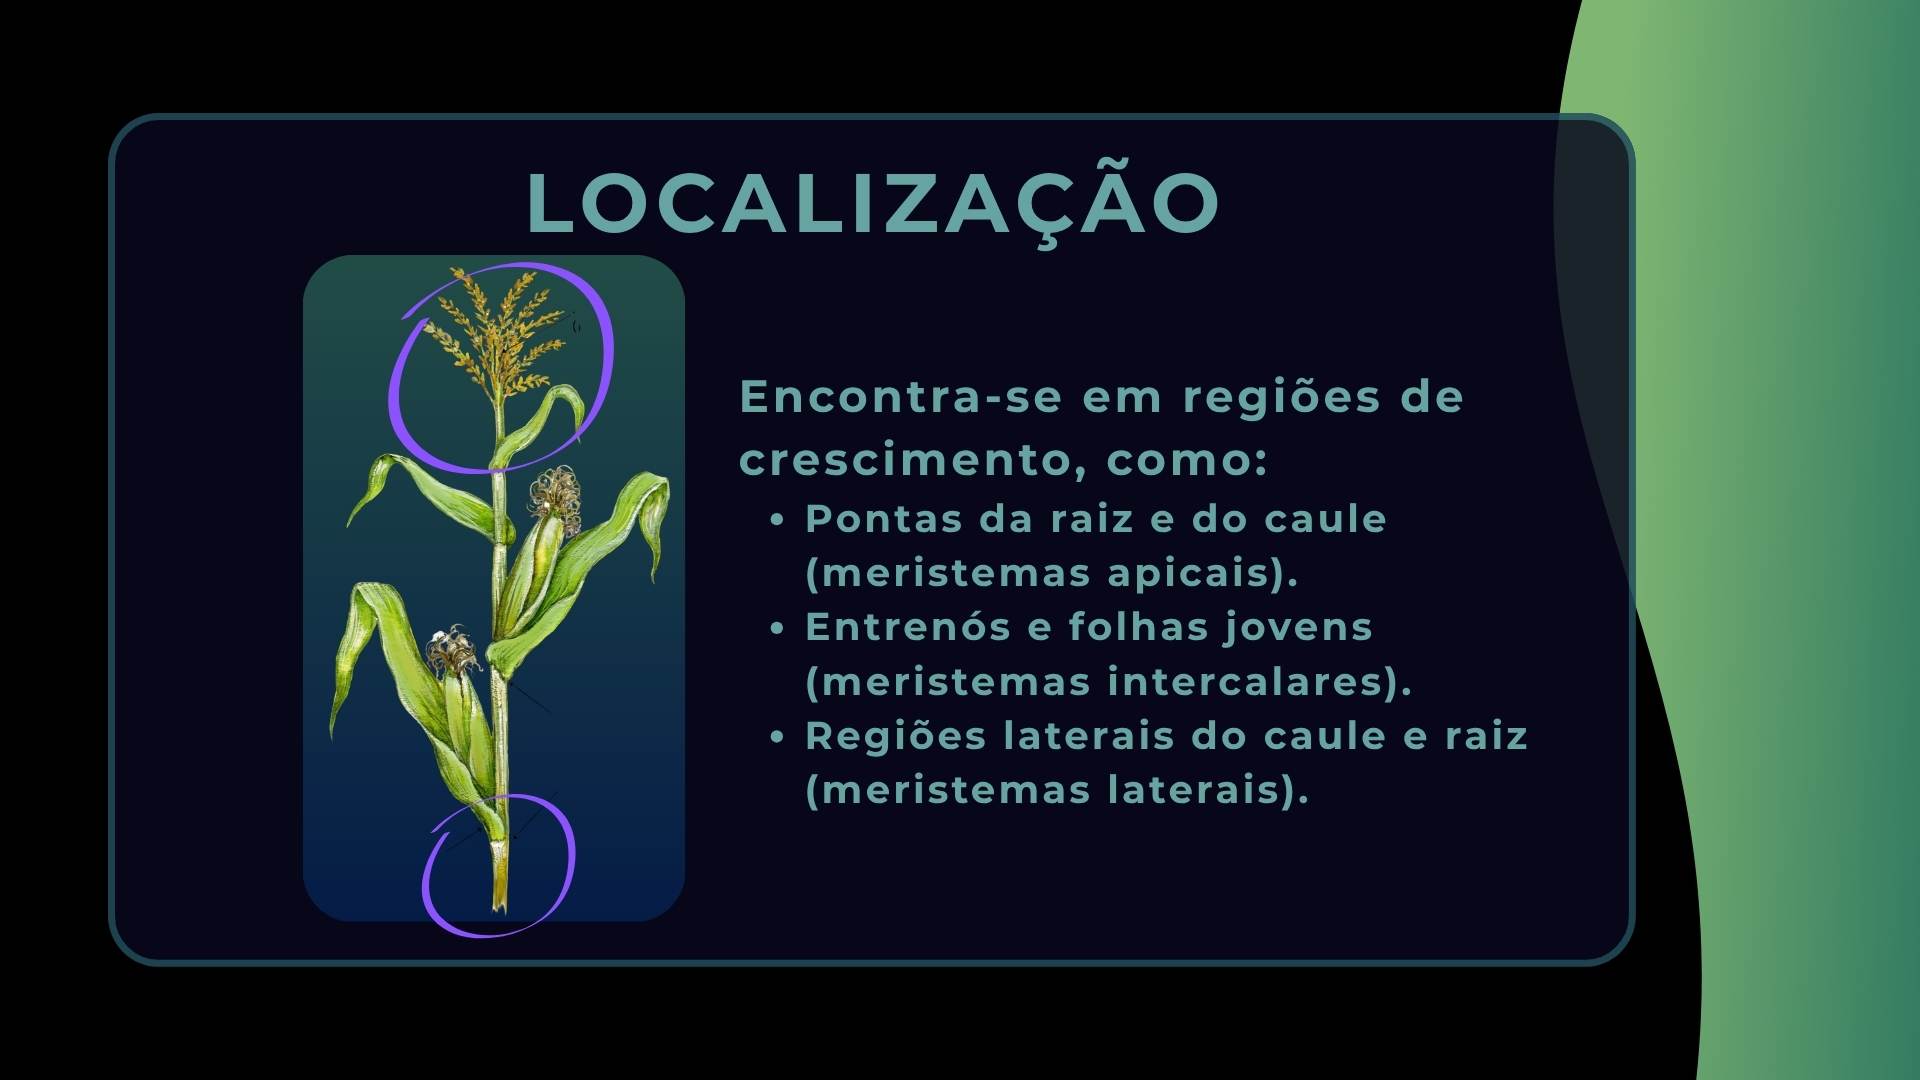 LOCALIZAÇÃO
Encontra-se em regiões de
crescimento, como:
• Pontas da raiz e do caule
(meristemas apicais).
• Entrenós e folhas jovens
(meristemas intercalares).
• Regiões laterais do caule e raiz
(meristemas laterais).